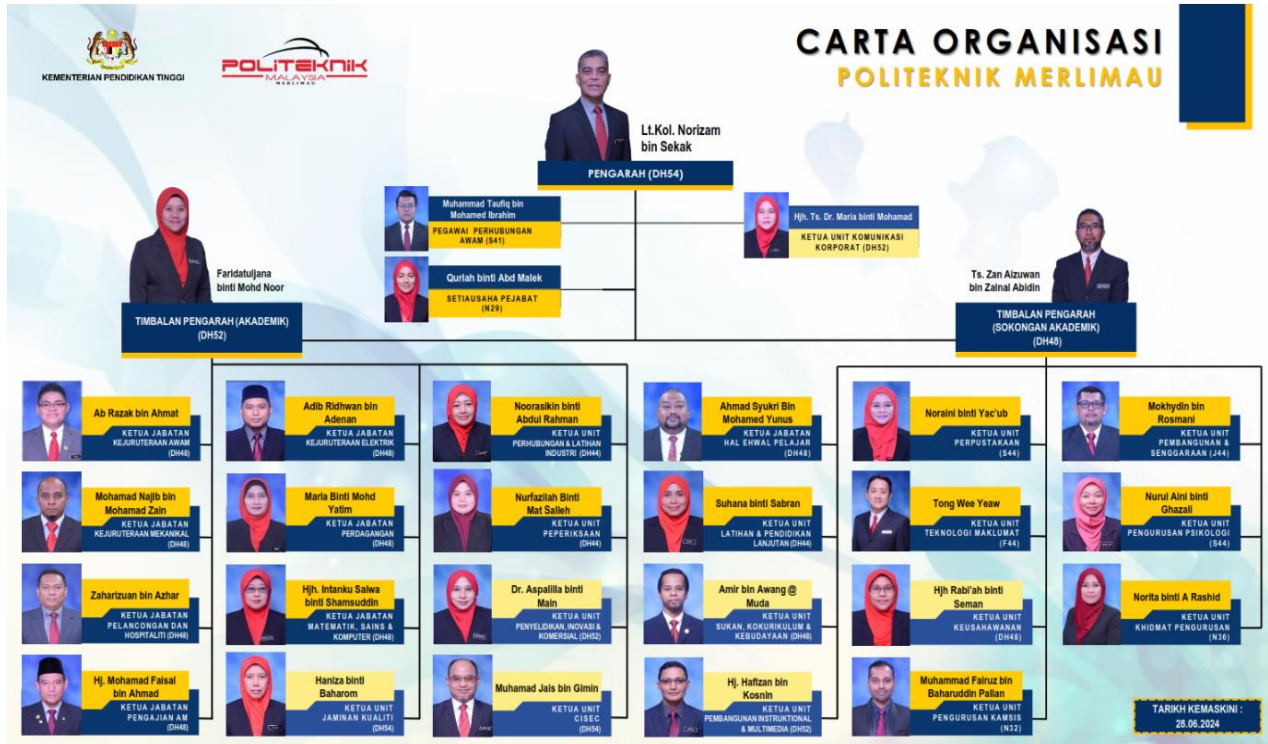 KEMENTERIAN PENDIDIKAN TINGGI
POLITEKNIK
MALAYSIA
MERLIMAU
CARTA ORGANISASI
POLITEKNIK MERLIMAU
Lt.Kol. Norizam
bin Sekak
PENGARAH (DH54)
Muhammad Taufiq bin
Mohamed Ibrahim
PEGAWAI PERHUBUNGAN
AWAM (S41)
Hjh. Ts. Dr. Maria binti Mohamad
KETUA UNIT KOMUNIKASI
KORPORAT (DH52)
Quriah binti Abd Malek
SETIAUSAHA PEJABAT
(N29)
Faridatuljana
binti Mohd Noor
TIMBALAN PENGARAH (AKADEMIK)
(DH52)
Ts. Zan Aizuwan
bin Zainal Abidin
TIMBALAN PENGARAH
(SOKONGAN AKADEMIK)
(DH48)
Ab Razak bin Ahmat
KETUA JABATAN
KEJURUTERAAN AWAM
(DH48)
Adib Ridhwan bin
Adenan
KETUA JABATAN
KEJURUTERAAN ELEKTRIK
(DH48)
Noorasikin binti
Abdul Rahman
KETUA UNIT
PERHUBUNGAN & LATIHAN
INDUSTRI (DH44)
Ahmad Syukri Bin
Mohamed Yunus
KETUA JABATAN
HAL EHWAL PELAJAR
(DH48)
Noraini binti Yac'ub
KETUA UNIT
PERPUSTAKAAN
(S44)
Mokhydin bin
Rosmani
KETUA UNIT
PEMBANGUNAN &
SENGGARAAN (J44)
Mohamad Najib bin
Mohamad Zain
KETUA JABATAN
KEJURUTERAAN MEKANIKAL
(DH48)
Maria Binti Mohd
Yatim
KETUA JABATAN
PERDAGANGAN
(DH48)
Nurfazilah Binti
Mat Salleh
KETUA UNIT
PEPERIKSAAN
(DH44)
Suhana binti Sabran
KETUA UNIT
LATIHAN & PENDIDIKAN
LANJUTAN (DH44)
Tong Wee Yeaw
KETUA UNIT
TEKNOLOGI MAKLUMAT
(F44)
Nurul Aini binti
Ghazali
KETUA UNIT
PENGURUSAN PSIKOLOGI
(S44)
Zaharizuan bin Azhar
KETUA JABATAN
PELANCONGAN DAN
HOSPITALITI (DH48)
Hjh. Intanku Salwa
binti Shamsuddin
KETUA JABATAN
MATEMATIK, SAINS &
KOMPUTER (DH48)
Dr. Aspalilla binti
Main
KETUA UNIT
PENYELIDIKAN, INOVASI &
KOMERSIAL (DH52)
Amir bin Awang @
Muda
KETUA UNIT
SUKAN, KOKURIKULUM &
KEBUDAYAAN (DH48)
Hjh Rabi'ah binti
Seman
KETUA UNIT
KEUSAHAWANAN
(DH48)
Norita binti A Rashid
KETUA UNIT
KHIDMAT PENGURUSAN
(N36)
Hj. Mohamad Faisal
bin Ahmad
KETUA JABATAN
PENGAJIAN AM
(DH48)
Haniza binti
Baharom
KETUA UNIT
JAMINAN KUALITI
(DH54)
Muhamad Jais bin Gimin
KETUA UNIT
CISEC
(DH54)
Hj. Hafizan bin
Kosnin
KETUA UNIT
PEMBANGUNAN INSTRUKTIONAL
& MULTIMEDIA (DH52)
Muhammad Fairuz bin
Baharuddin Pallan
KETUA UNIT
PENGURUSAN KAMSIS
(N32)
TARIKH KEMASKINI :
28.06.2024